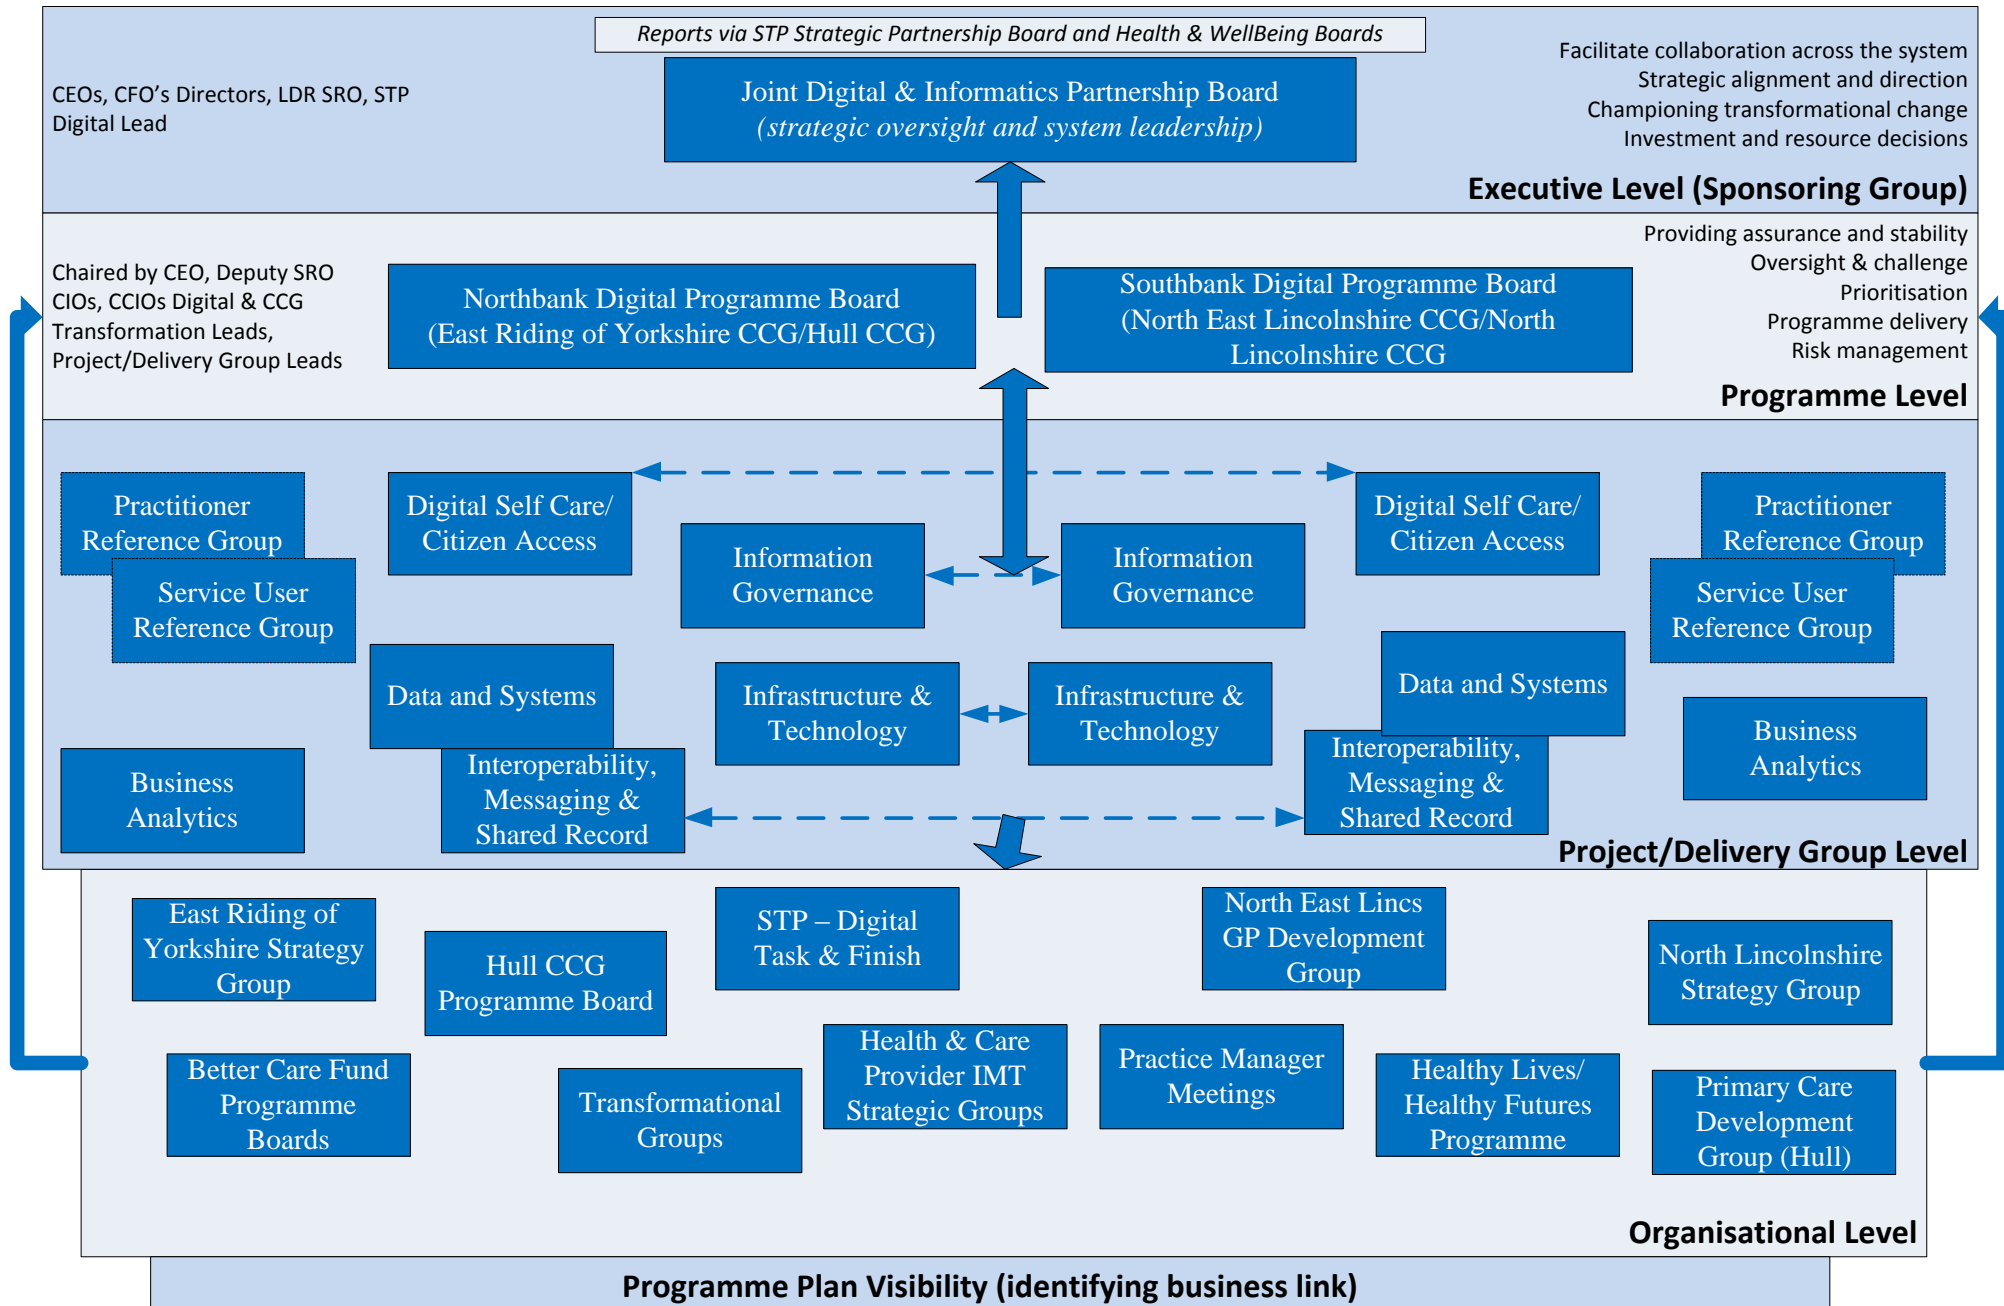 Reports via STP Strategic Partnership Board and Health & WellBeing Boards
CEOs, CFO's Directors, LDR SRO, STP
Digital Lead
Joint Digital & Informatics Partnership Board
(strategic oversight and system leadership)
Facilitate collaboration across the system
Strategic alignment and direction
Championing transformational change
Investment and resource decisions
Executive Level (Sponsoring Group)
Chaired by CEO, Deputy SRO
CIOs, CCIOs Digital & CCG
Transformation Leads,
Project/Delivery Group Leads
Northbank Digital Programme Board
(East Riding of Yorkshire CCG/Hull CCG)
Southbank Digital Programme Board
(North East Lincolnshire CCG/North
Lincolnshire CCG
Providing assurance and stability
Oversight & challenge
Prioritisation
Programme delivery
Risk management
Programme Level
Practitioner
Reference Group
Service User
Reference Group
Digital Self Care/
Citizen Access
Information
Governance
Information
Governance
Digital Self Care/
Citizen Access
Practitioner
Reference Group
Service User
Reference Group
Data and Systems
Infrastructure &
Technology
Infrastructure &
Technology
Data and Systems
Business
Analytics
Interoperability,
Messaging &
Shared Record
Interoperability,
Messaging &
Shared Record
Business
Analytics
Project/Delivery Group Level
East Riding of
Yorkshire Strategy
Group
Hull CCG
Programme Board
STP – Digital
Task & Finish
North East Lincs
GP Development
Group
North Lincolnshire
Strategy Group
Better Care Fund
Programme
Boards
Transformational
Groups
Health & Care
Provider IMT
Strategic Groups
Practice Manager
Meetings
Healthy Lives/
Healthy Futures
Programme
Primary Care
Development
Group (Hull)
Organisational Level
Programme Plan Visibility (identifying business link)